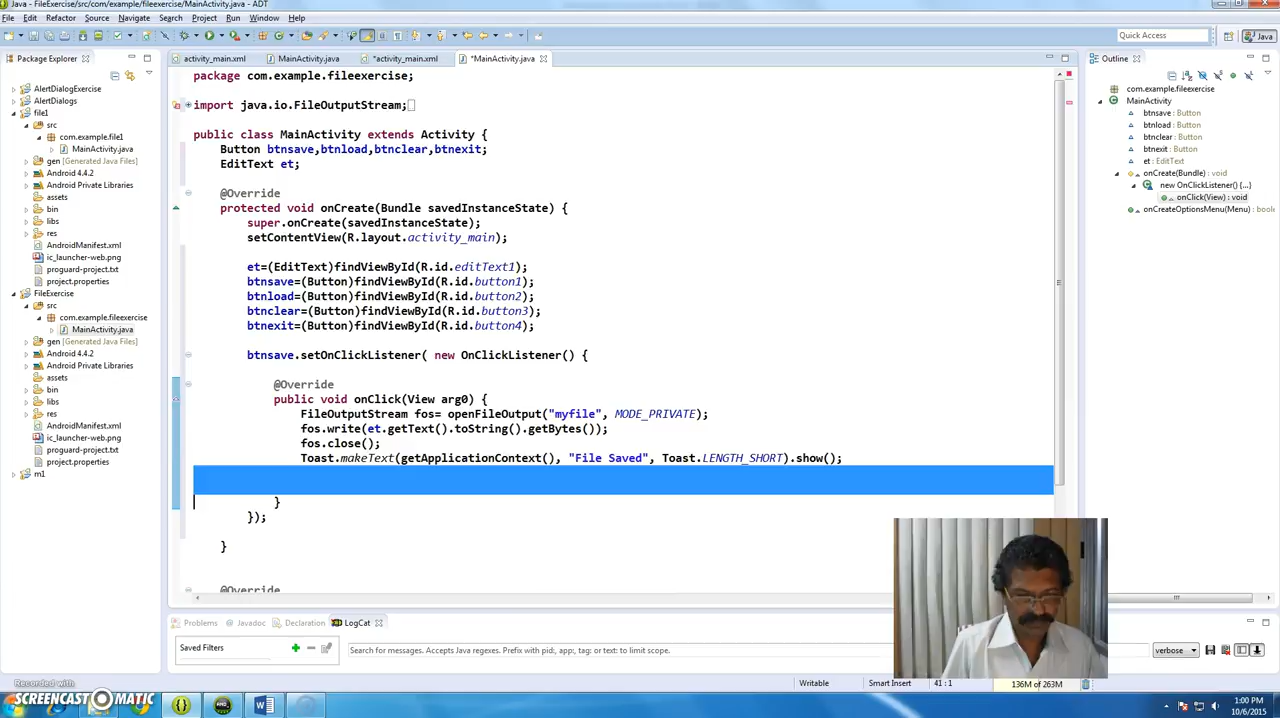 Java - FileExercise/src/com/example/fileexercise/MainActivity.java - ADT
File Edit Refactor Source Navigate Search Project Run Window Help
Quick Access
Java
Package Explorer
activity_main.xml
MainActivity.java
*activity_main.xml
*MainActivity.java
Outline
AlertDialogExercise
AlertDialogs
file1
src
com.example.file1
MainActivity.java
gen [Generated Java Files]
Android 4.4.2
Android Private Libraries
assets
bin
libs
res
AndroidManifest.xml
ic_launcher-web.png
proguard-project.txt
project.properties
FileExercise
src
com.example.fileexercise
MainActivity.java
gen [Generated Java Files]
Android 4.4.2
Android Private Libraries
assets
bin
libs
res
AndroidManifest.xml
ic_launcher-web.png
proguard-project.txt
project.properties
m1
package com.example.fileexercise;
import java.io.FileOutputStream;
public class MainActivity extends Activity {
Button btnsave,btnload,btnclear,btnexit;
EditText et;
@Override
protected void onCreate(Bundle savedInstanceState) {
super.onCreate(savedInstanceState);
setContentView(R.layout.activity_main);
et=(EditText)findViewById(R.id.editText1);
btnsave=(Button)findViewById(R.id.button1);
btnload=(Button)findViewById(R.id.button2);
btnclear=(Button)findViewById(R.id.button3);
btnexit=(Button)findViewById(R.id.button4);
btnsave.setOnClickListener( new OnClickListener() {
@Override
public void onClick(View arg0) {
FileOutputStream fos= openFileOutput("myfile", MODE_PRIVATE);
fos.write(et.getText().toString().getBytes());
fos.close();
Toast.makeText(getApplicationContext(), "File Saved", Toast.LENGTH_SHORT).show();
}
});
}
@Override
com.example.fileexercise
MainActivity
btnsave : Button
btnload : Button
btnclear : Button
btnexit : Button
et : EditText
onCreate(Bundle) : void
new OnClickListener() {...}
onClick(View) : void
onCreateOptionsMenu(Menu) : boole
Problems
Javadoc
Declaration
LogCat
Saved Filters
Search for messages. Accepts Java regexes. Prefix with pid:, app:, tag: or text: to limit scope.
verbose
Writable
Smart Insert
41 : 1
136M of 263M
Recorded with
SCREENCAST MATIC
1:00 PM
10/6/2015